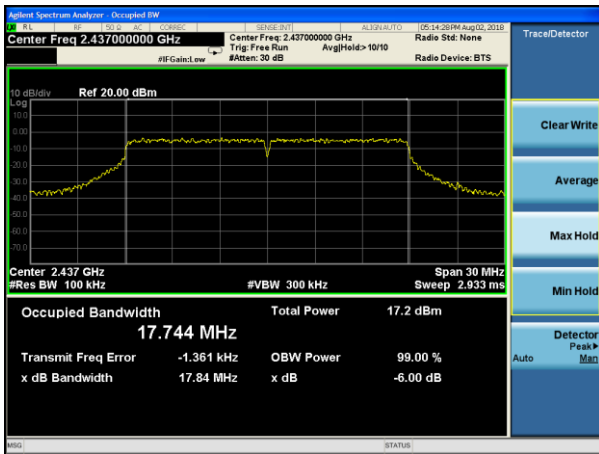 Agilent Spectrum Analyzer - Occupied BW
RL RF 50 Ω AC CORREC SENSE:INT ALIGNAUTO 05:14:28 PM Aug 02, 2018
Center Freq 2.437000000 GHz Center Freq: 2.437000000 GHz Radio Std: None
Trig: Free Run Avg|Hold:> 10/10
#IFGain:Low #Atten: 30 dB Radio Device: BTS
Trace/Detector
10 dB/div Ref 20.00 dBm
Log
10.0
0.00
-10.0
-20.0
-30.0
-40.0
-50.0
-60.0
-70.0
Center 2.437 GHz Span 30 MHz
#Res BW 100 kHz #VBW 300 kHz Sweep 2.933 ms
Occupied Bandwidth Total Power 17.2 dBm
17.744 MHz
Transmit Freq Error -1.361 kHz OBW Power 99.00 %
x dB Bandwidth 17.84 MHz x dB -6.00 dB
Clear Write
Average
Max Hold
Min Hold
Detector
Peak▶
Auto Man
MSG STATUS